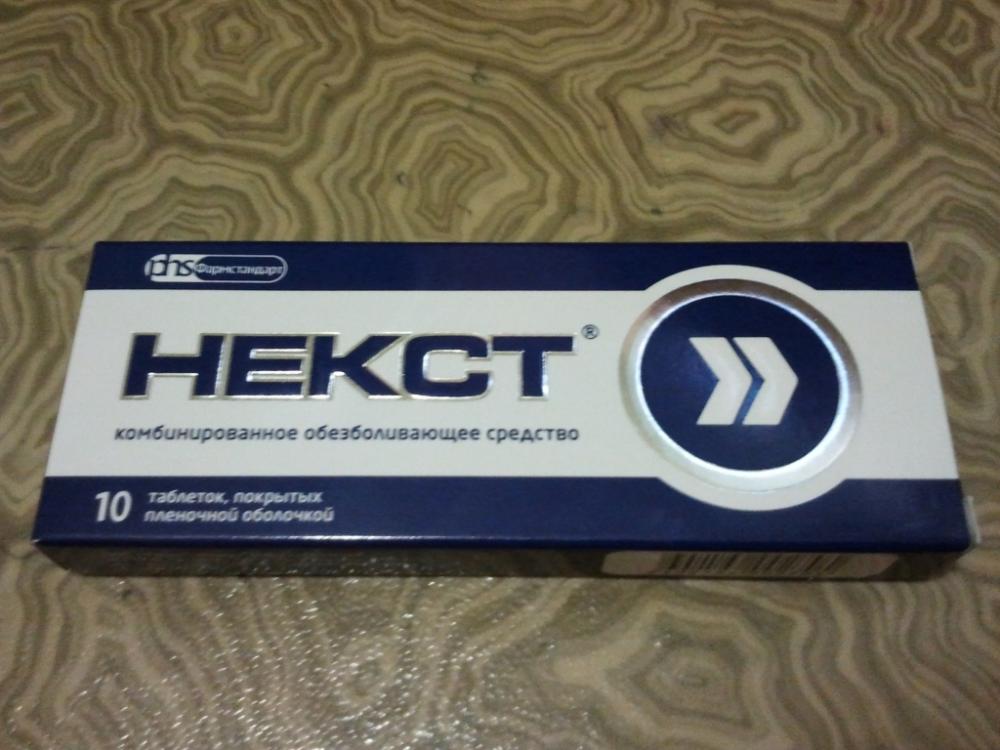 phs Фармстандарт
НЕКСТ®
комбинированное обезболивающее средство
10 таблеток, покрытых
пленочной оболочкой